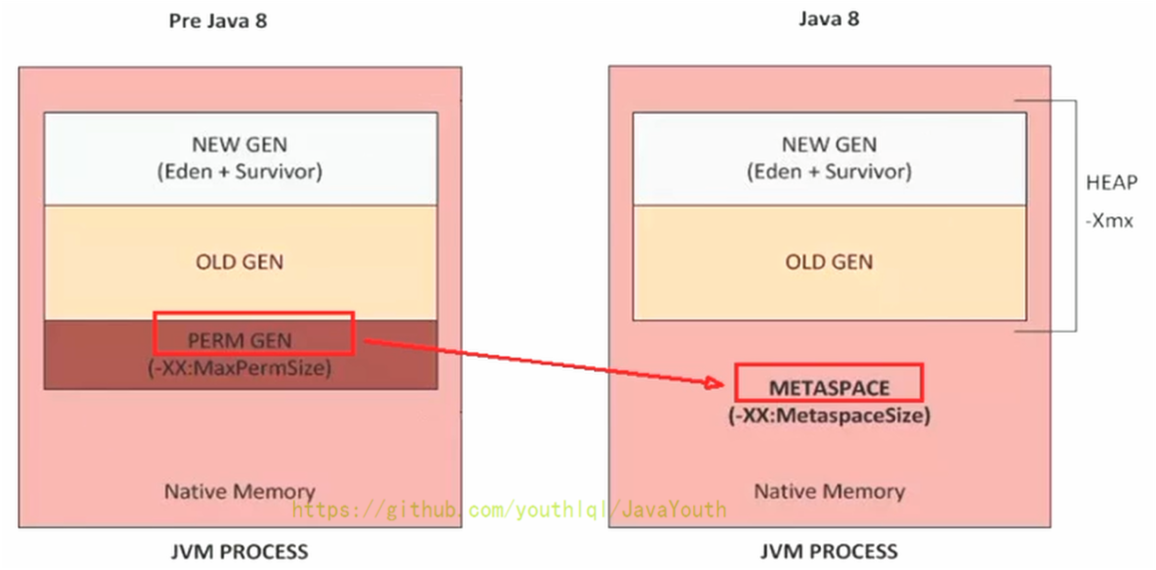 Pre Java 8
NEW GEN
(Eden + Survivor)
OLD GEN
PERM GEN
(-XX:MaxPermSize)
Native Memory
JVM PROCESS
Java 8
NEW GEN
(Eden + Survivor)
OLD GEN
HEAP
-Xmx
METASPACE
(-XX:MetaspaceSize)
Native Memory
JVM PROCESS
https://github.com/youthlql/JavaYouth